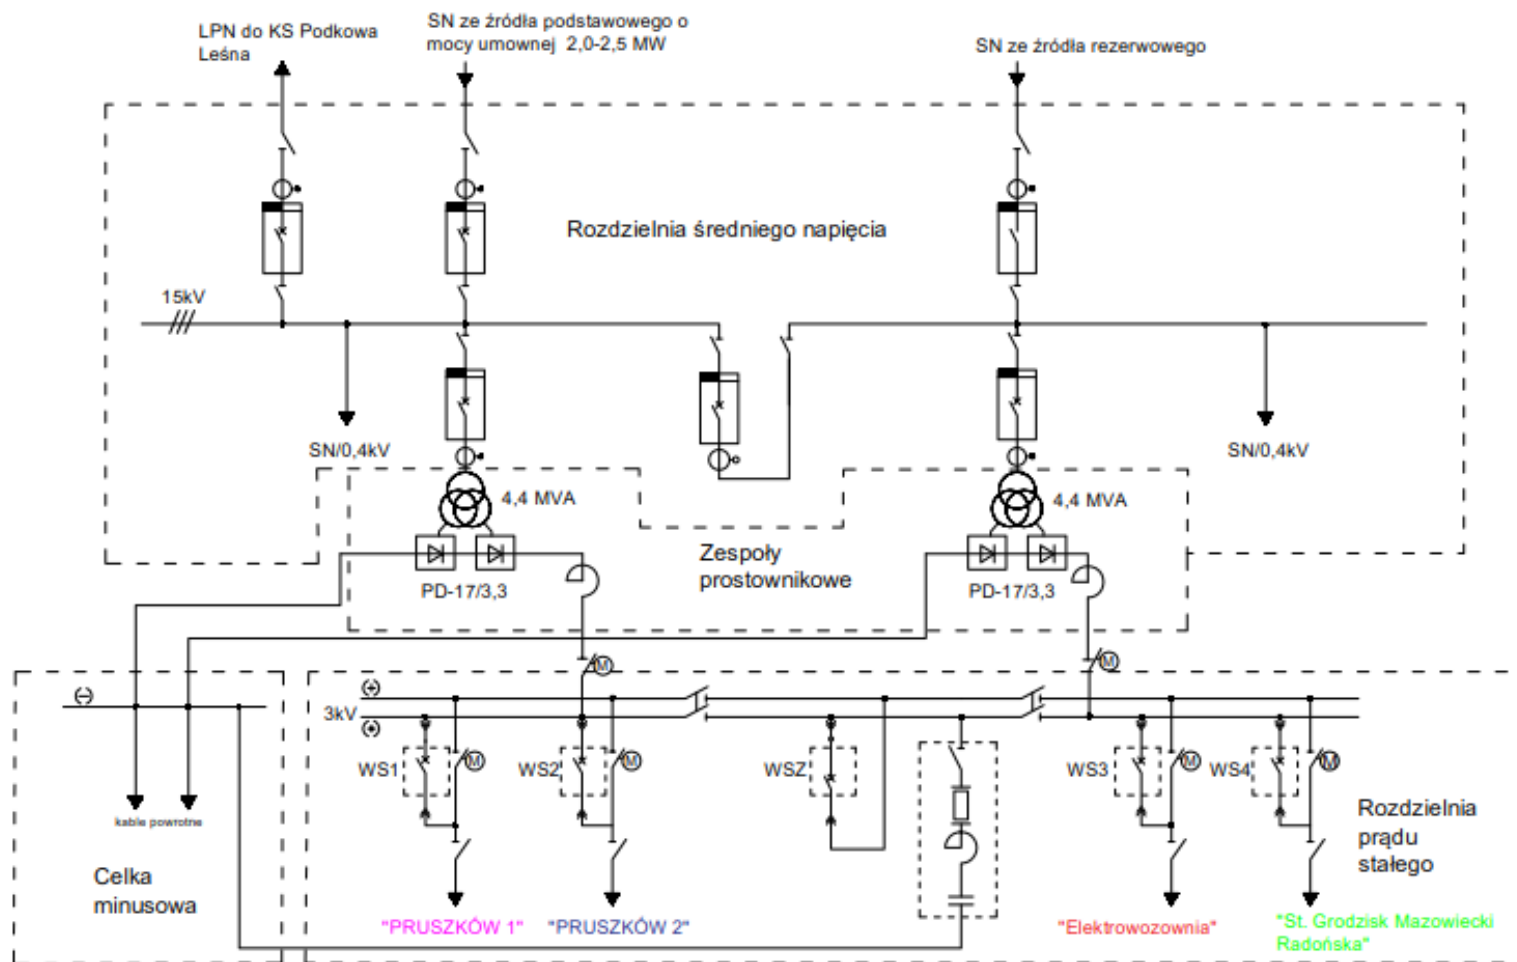 LPN do KS Podkowa
Leśna
SN ze źródła podstawowego o
mocy umownej 2,0-2,5 MW
SN ze źródła rezerwowego
Rozdzielnia średniego napięcia
15kV
SN/0,4kV
SN/0,4kV
4,4 MVA
4,4 MVA
Zespoły
prostownikowe
PD-17/3,3
PD-17/3,3
M
M
(-)
(+)
3kV
(+)
WS1
M
WS2
M
WSZ
WS3
M
WS4
M
kable powrotne
Rozdzielnia
prądu
stałego
Celka
minusowa
"PRUSZKÓW 1"
"PRUSZKÓW 2"
"Elektrowozownia"
"St. Grodzisk Mazowiecki
Radońska"